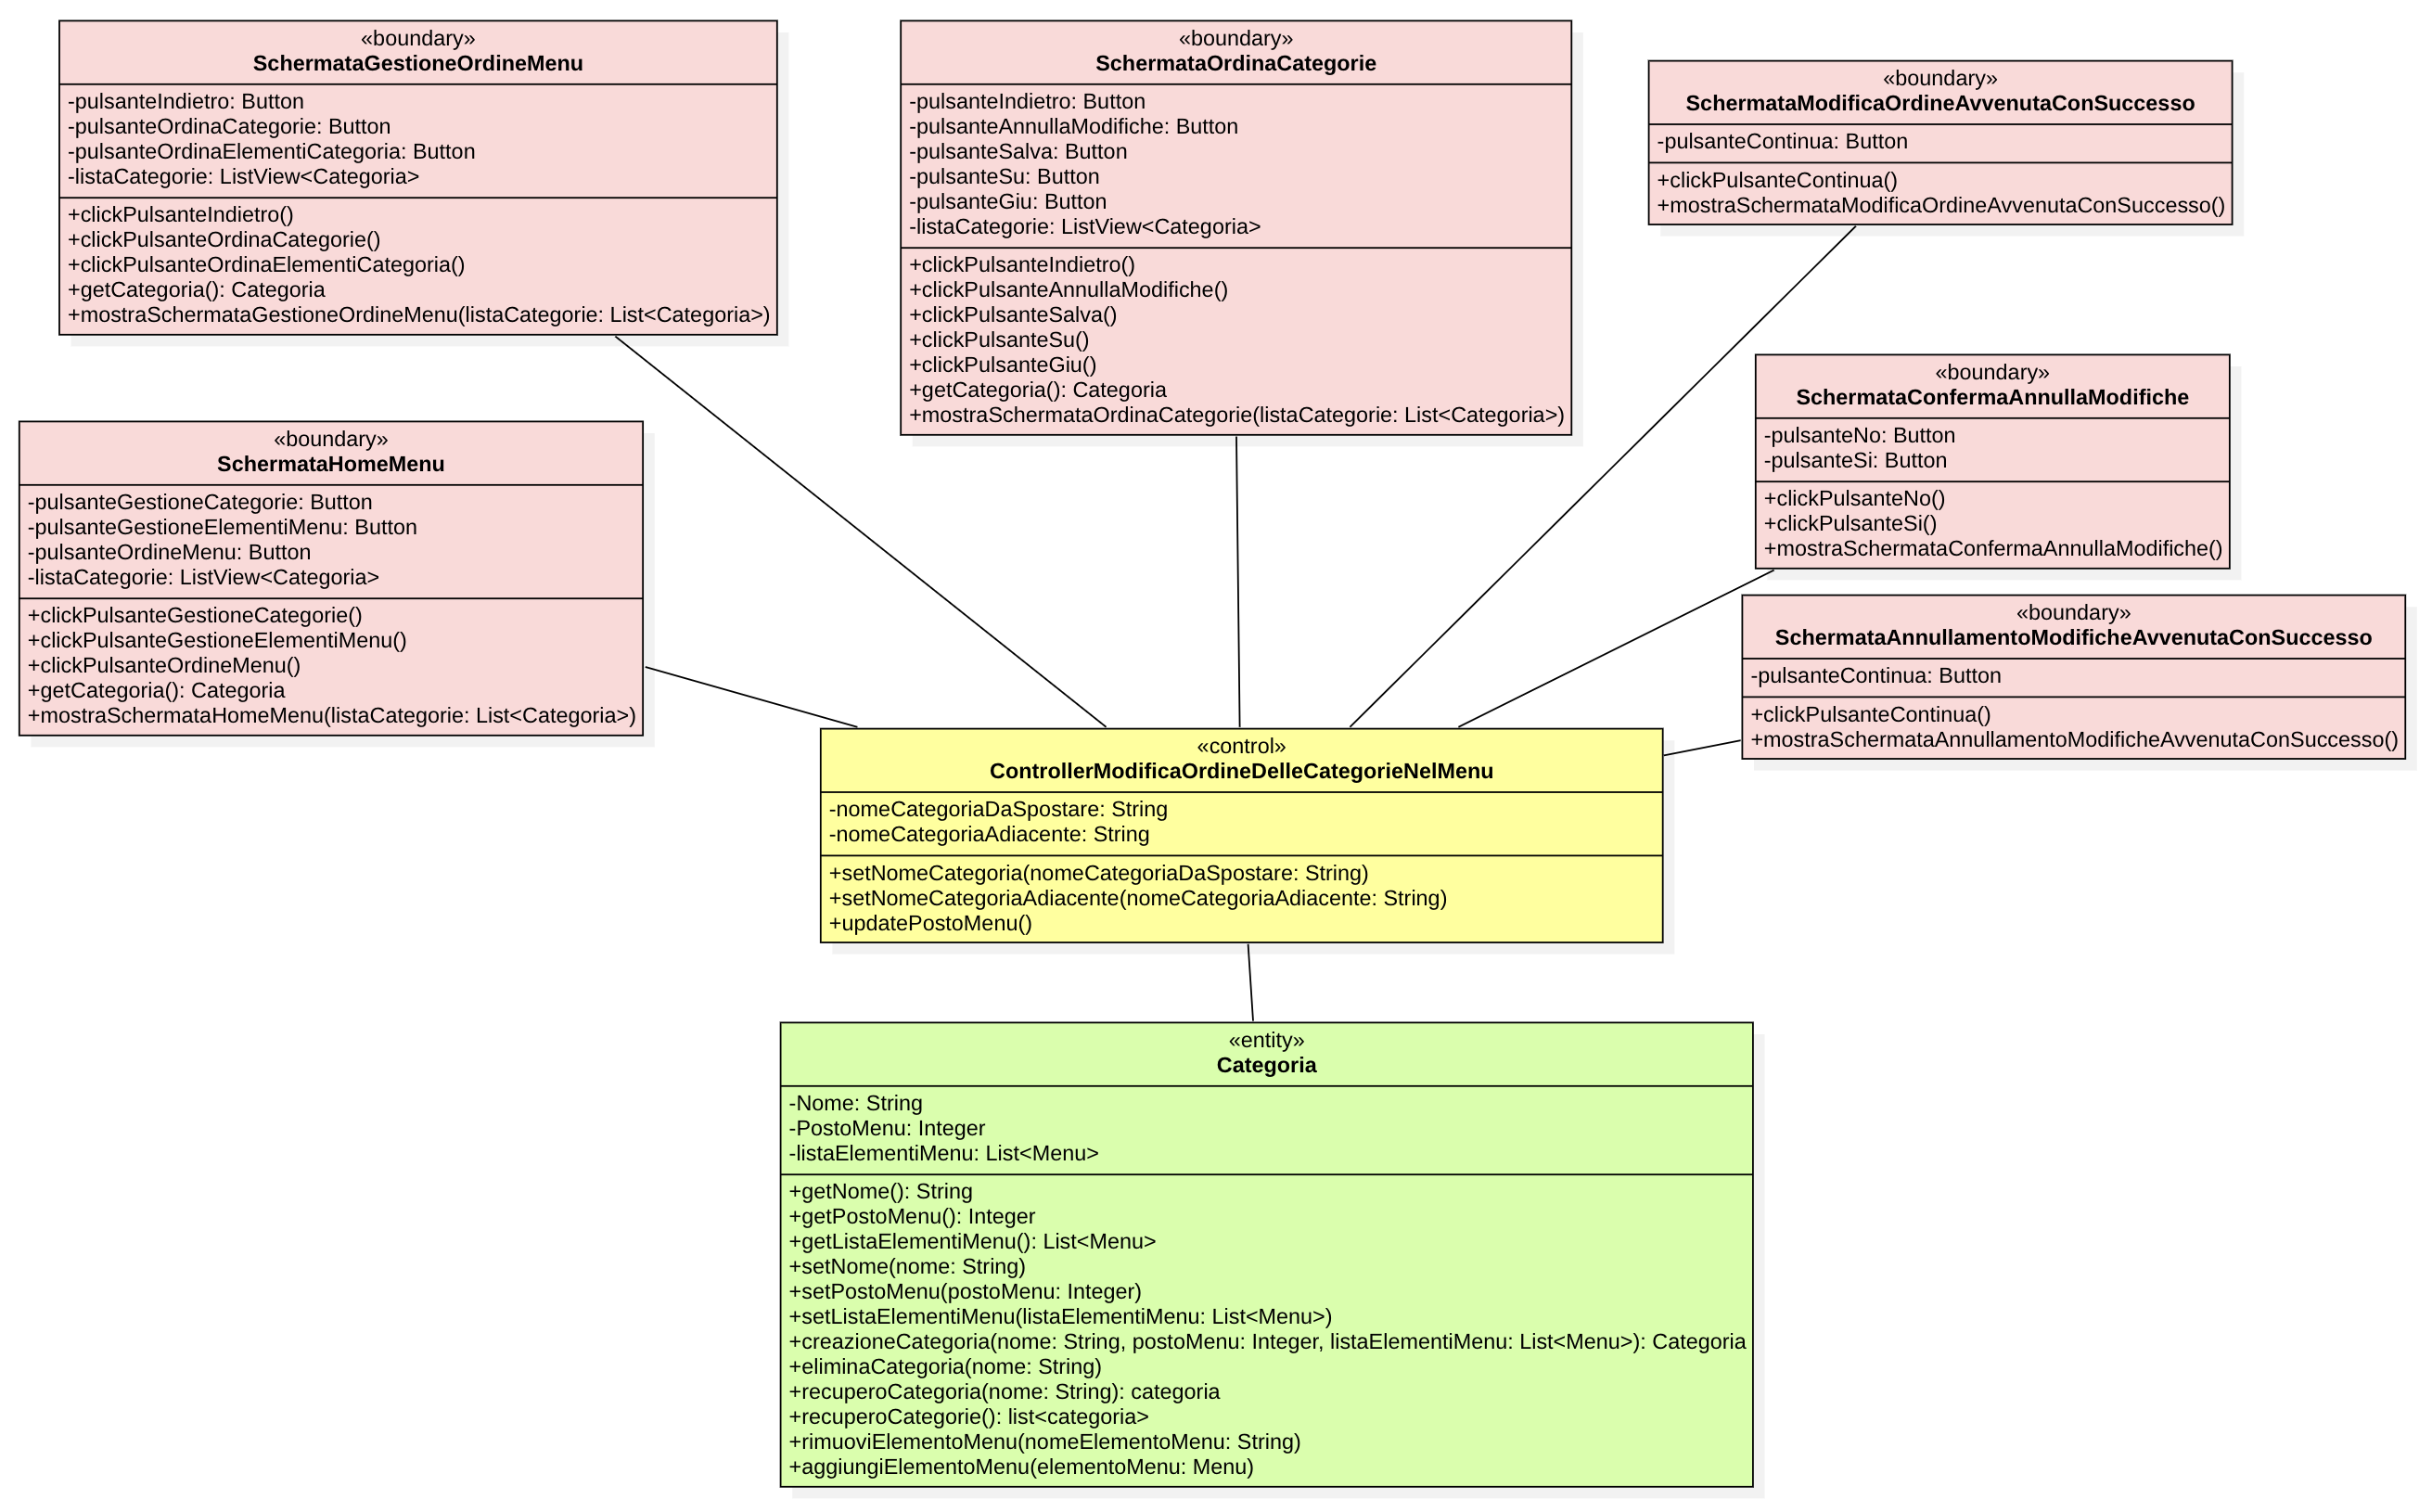 «boundary»
SchermataGestioneOrdineMenu
-pulsanteIndietro: Button
-pulsanteOrdinaCategorie: Button
-pulsanteOrdinaElementiCategoria: Button
-listaCategorie: ListView<Categoria>
+clickPulsanteIndietro()
+clickPulsanteOrdinaCategorie()
+clickPulsanteOrdinaElementiCategoria()
+getCategoria(): Categoria
+mostraSchermataGestioneOrdineMenu(listaCategorie: List<Categoria>)
«boundary»
SchermataOrdinaCategorie
-pulsanteIndietro: Button
-pulsanteAnnullaModifiche: Button
-pulsanteSalva: Button
-pulsanteSu: Button
-pulsanteGiu: Button
-listaCategorie: ListView<Categoria>
+clickPulsanteIndietro()
+clickPulsanteAnnullaModifiche()
+clickPulsanteSalva()
+clickPulsanteSu()
+clickPulsanteGiu()
+getCategoria(): Categoria
+mostraSchermataOrdinaCategorie(listaCategorie: List<Categoria>)
«boundary»
SchermataModificaOrdineAvvenutaConSuccesso
-pulsanteContinua: Button
+clickPulsanteContinua()
+mostraSchermataModificaOrdineAvvenutaConSuccesso()
«boundary»
SchermataConfermaAnnullaModifiche
-pulsanteNo: Button
-pulsanteSi: Button
+clickPulsanteNo()
+clickPulsanteSi()
+mostraSchermataConfermaAnnullaModifiche()
«boundary»
SchermataHomeMenu
-pulsanteGestioneCategorie: Button
-pulsanteGestioneElementiMenu: Button
-pulsanteOrdineMenu: Button
-listaCategorie: ListView<Categoria>
+clickPulsanteGestioneCategorie()
+clickPulsanteGestioneElementiMenu()
+clickPulsanteOrdineMenu()
+getCategoria(): Categoria
+mostraSchermataHomeMenu(listaCategorie: List<Categoria>)
«boundary»
SchermataAnnullamentoModificheAvvenutaConSuccesso
-pulsanteContinua: Button
+clickPulsanteContinua()
+mostraSchermataAnnullamentoModificheAvvenutaConSuccesso()
«control»
ControllerModificaOrdineDelleCategorieNelMenu
-nomeCategoriaDaSpostare: String
-nomeCategoriaAdiacente: String
+setNomeCategoria(nomeCategoriaDaSpostare: String)
+setNomeCategoriaAdiacente(nomeCategoriaAdiacente: String)
+updatePostoMenu()
«entity»
Categoria
-Nome: String
-PostoMenu: Integer
-listaElementiMenu: List<Menu>
+getNome(): String
+getPostoMenu(): Integer
+getListaElementiMenu(): List<Menu>
+setNome(nome: String)
+setPostoMenu(postoMenu: Integer)
+setListaElementiMenu(listaElementiMenu: List<Menu>)
+creazioneCategoria(nome: String, postoMenu: Integer, listaElementiMenu: List<Menu>): Categoria
+eliminaCategoria(nome: String)
+recuperoCategoria(nome: String): categoria
+recuperoCategorie(): list<categoria>
+rimuoviElementoMenu(nomeElementoMenu: String)
+aggiungiElementoMenu(elementoMenu: Menu)